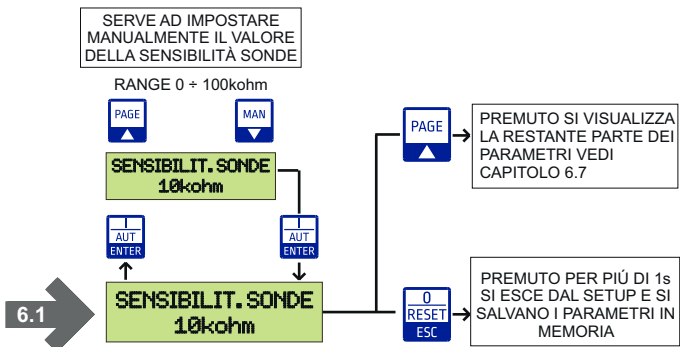 SERVE AD IMPOSTARE
MANUALMENTE IL VALORE
DELLA SENSIBILITÀ SONDE
RANGE 0 ÷ 100kohm
PAGE
MAN
SENSIBILIT.SONDE
10kohm
PAGE
PREMUTO SI VISUALIZZA
LA RESTANTE PARTE DEI
PARAMETRI VEDI
CAPITOLO 6.7
I
AUT
ENTER
I
AUT
ENTER
6.1
SENSIBILIT.SONDE
10kohm
0
RESET
ESC
PREMUTO PER PIÚ DI 1s
SI ESCE DAL SETUP E SI
SALVANO I PARAMETRI IN
MEMORIA